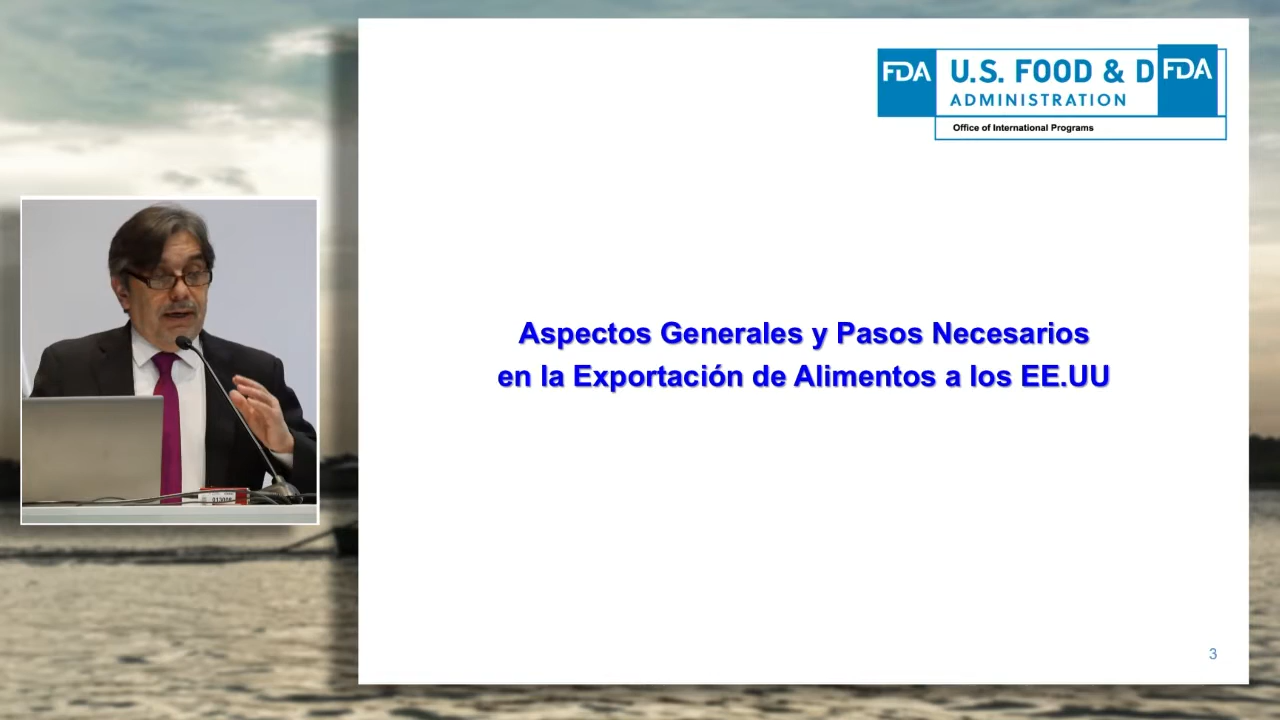 FDA U.S. FOOD & D FDA
ADMINISTRATION
Office of International Programs
Aspectos Generales y Pasos Necesarios
en la Exportación de Alimentos a los EE.UU
3